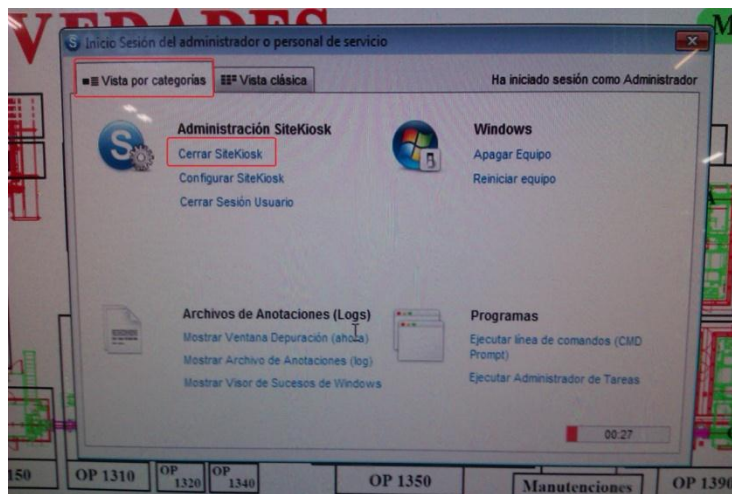 VEDADES
M
S Inicio Sesión del administrador o personal de servicio
Vista por categorías
Vista clásica
Ha iniciado sesión como Administrador
Administración SiteKiosk
Cerrar SiteKiosk
Configurar SiteKiosk
Cerrar Sesión Usuario
Windows
Apagar Equipo
Reiniciar equipo
Archivos de Anotaciones (Logs)
Mostrar Ventana Depuración (ahora)
Mostrar Archivo de Anotaciones (log)
Mostrar Visor de Sucesos de Windows
Programas
Ejecutar línea de comandos (CMD
Prompt)
Ejecutar Administrador de Tareas
00:27
150
OP 1310
OP
1320
OP
1340
OP 1350
Manutenciones
OP 1390